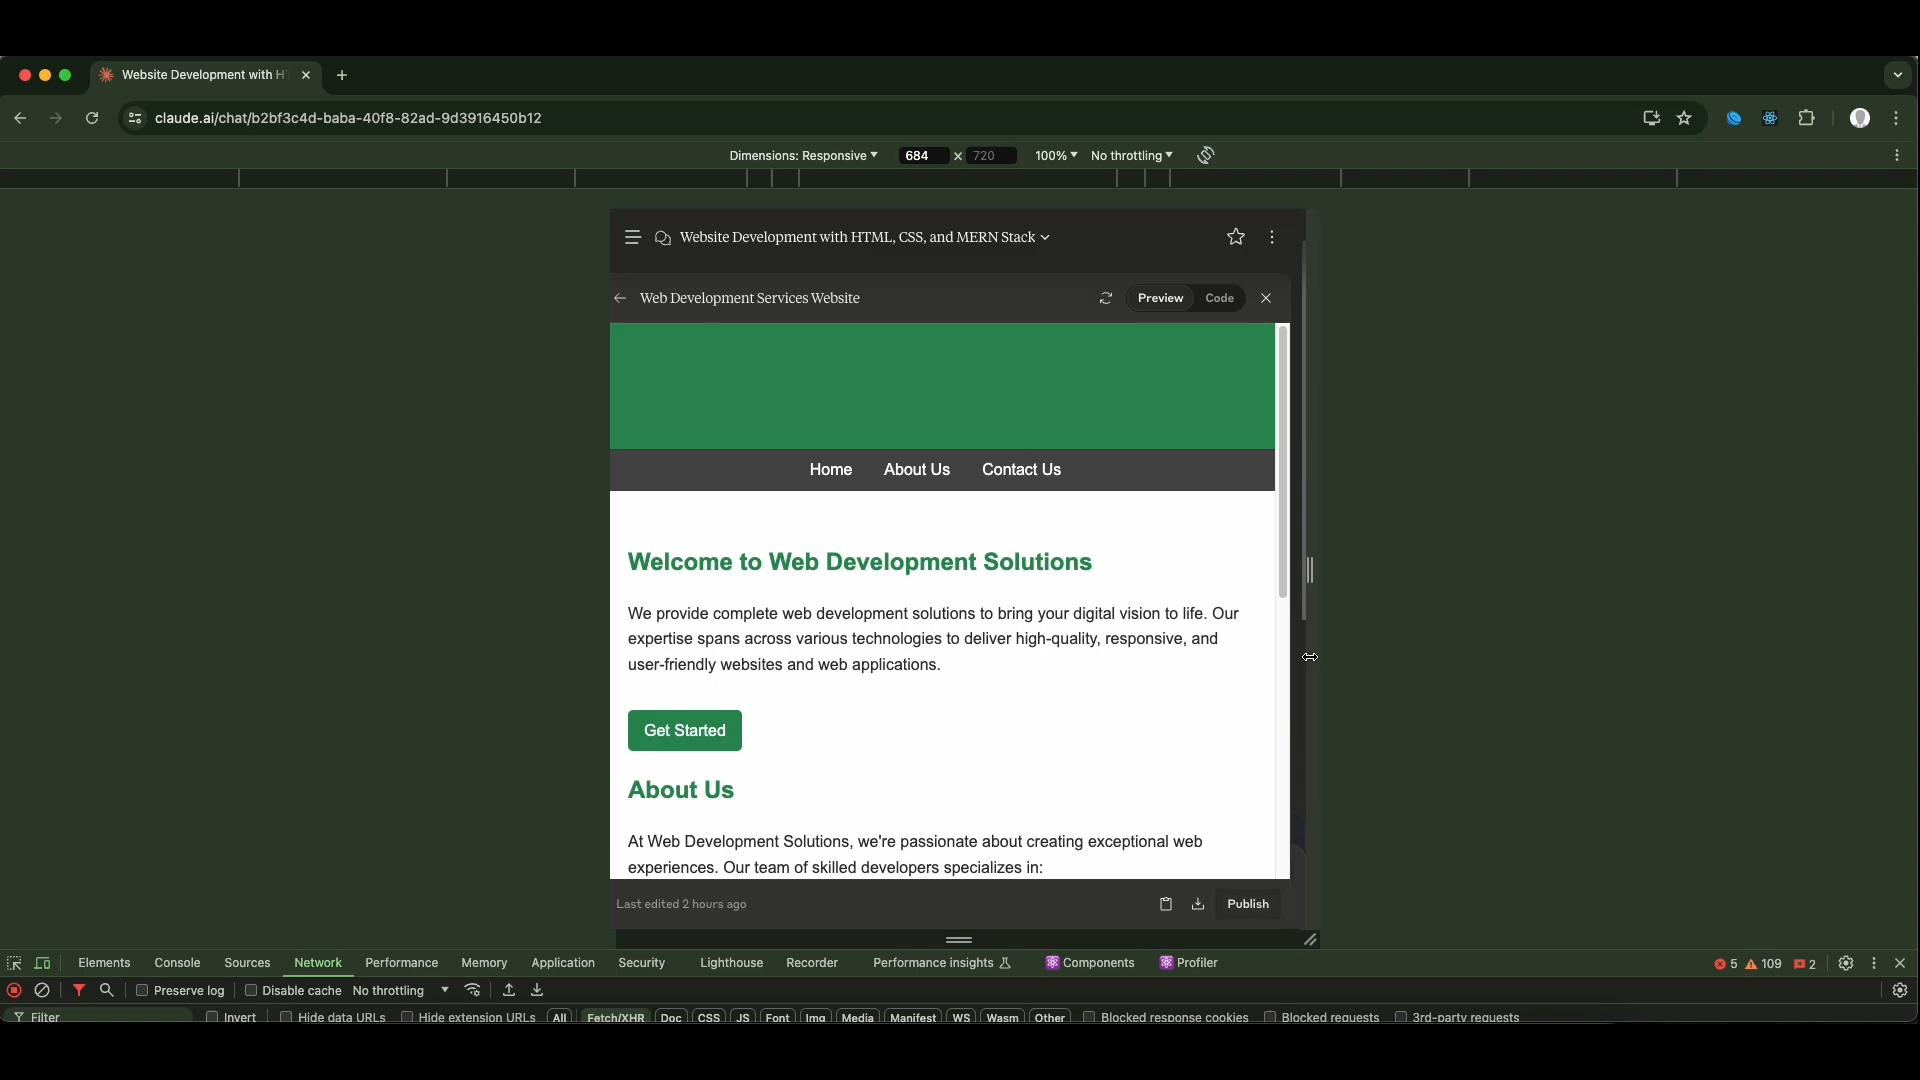 Website Development with H
claude.ai/chat/b2bf3c4d-baba-40f8-82ad-9d3916450b12
Dimensions: Responsive 684 x 720 100% No throttling
Website Development with HTML, CSS, and MERN Stack
Web Development Services Website Preview Code
Home About Us Contact Us
Welcome to Web Development Solutions
We provide complete web development solutions to bring your digital vision to life. Our
expertise spans across various technologies to deliver high-quality, responsive, and
user-friendly websites and web applications.
Get Started
About Us
At Web Development Solutions, we're passionate about creating exceptional web
experiences. Our team of skilled developers specializes in:
Last edited 2 hours ago Publish
Elements Console Sources Network Performance Memory Application Security Lighthouse Recorder Performance insights Components Profiler 5 109 2
Preserve log Disable cache No throttling
Filter Invert Hide data URLs Hide extension URLs All Fetch/XHR Doc CSS JS Font Img Media Manifest WS Wasm Other Blocked response cookies Blocked requests 3rd-party requests